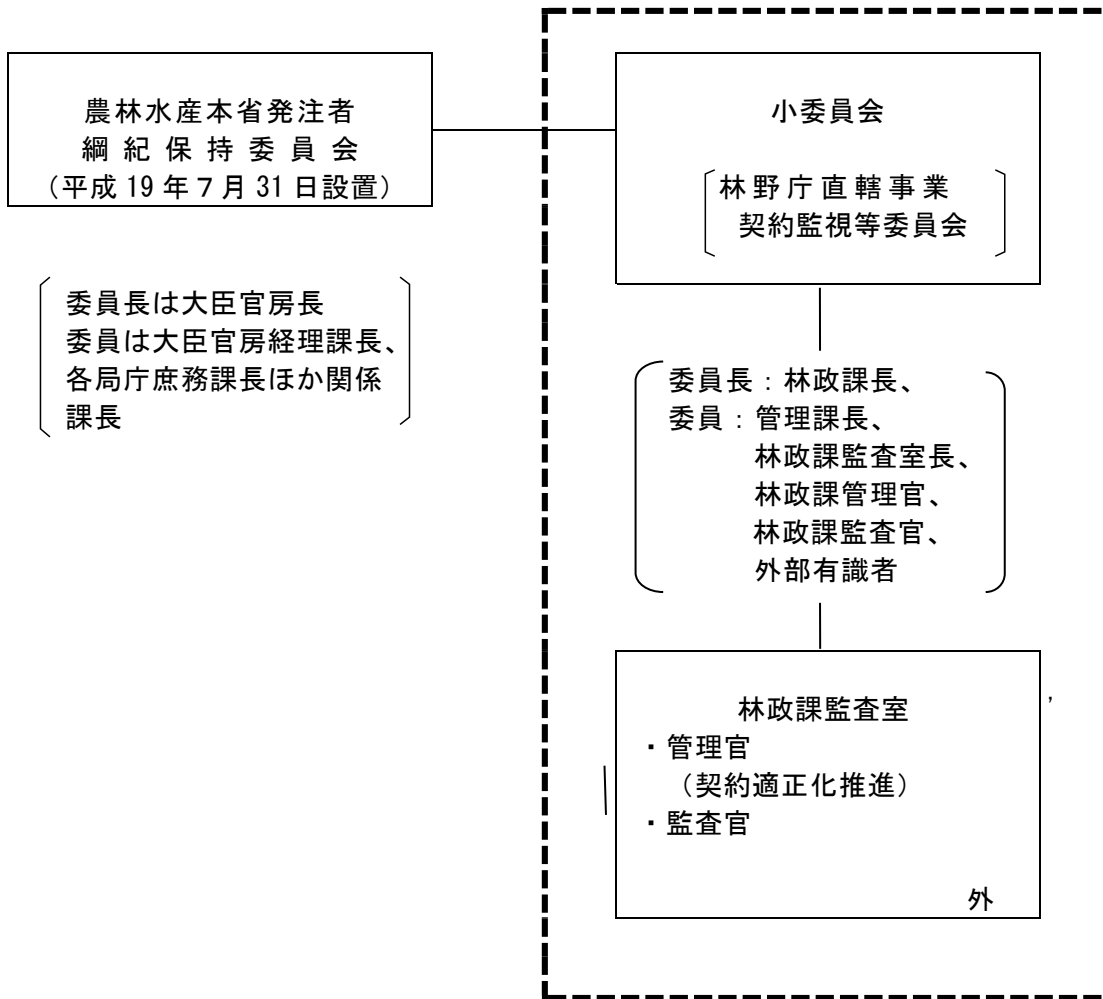 農林水産本省発注者
綱紀保持委員会
（平成19年７月31日設置）
委員長は大臣官房長
委員は大臣官房経理課長、
各局庁庶務課長ほか関係
課長
小委員会
林野庁直轄事業
契約監視等委員会
委員長：林政課長、
委員：管理課長、
林政課監査室長、
林政課管理官、
林政課監査官、
外部有識者
林政課監査室
・管理官
（契約適正化推進）
・監査官
外